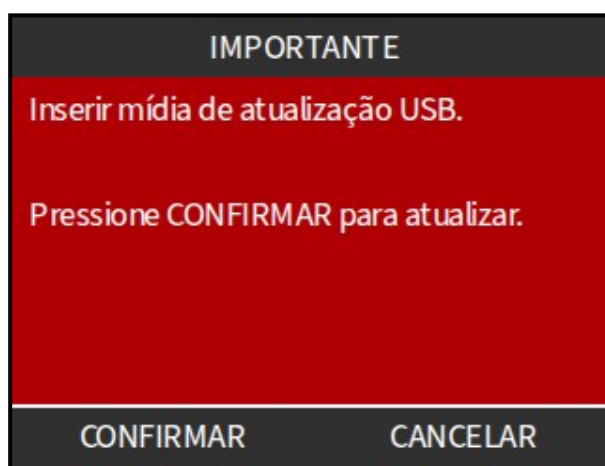 IMPORTANTE
Inserir mídia de atualização USB.
Pressione CONFIRMAR para atualizar.
CONFIRMAR CANCELAR